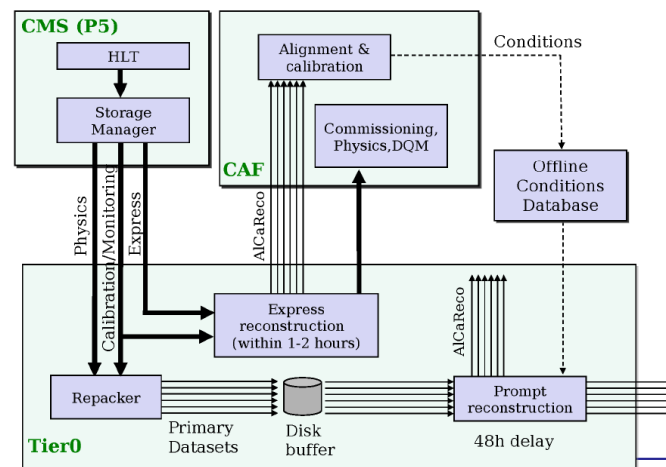 CMS (P5)
HLT
Storage
Manager
Alignment &
calibration
Commissioning,
Physics,DQM
CAF
Conditions
Offline
Conditions
Database
Physics
Calibration/Monitoring
Express
AlCaReco
Express
reconstruction
(within 1-2 hours)
AlCaReco
Repacker
Primary
Datasets
Disk
buffer
Prompt
reconstruction
48h delay
Tier0